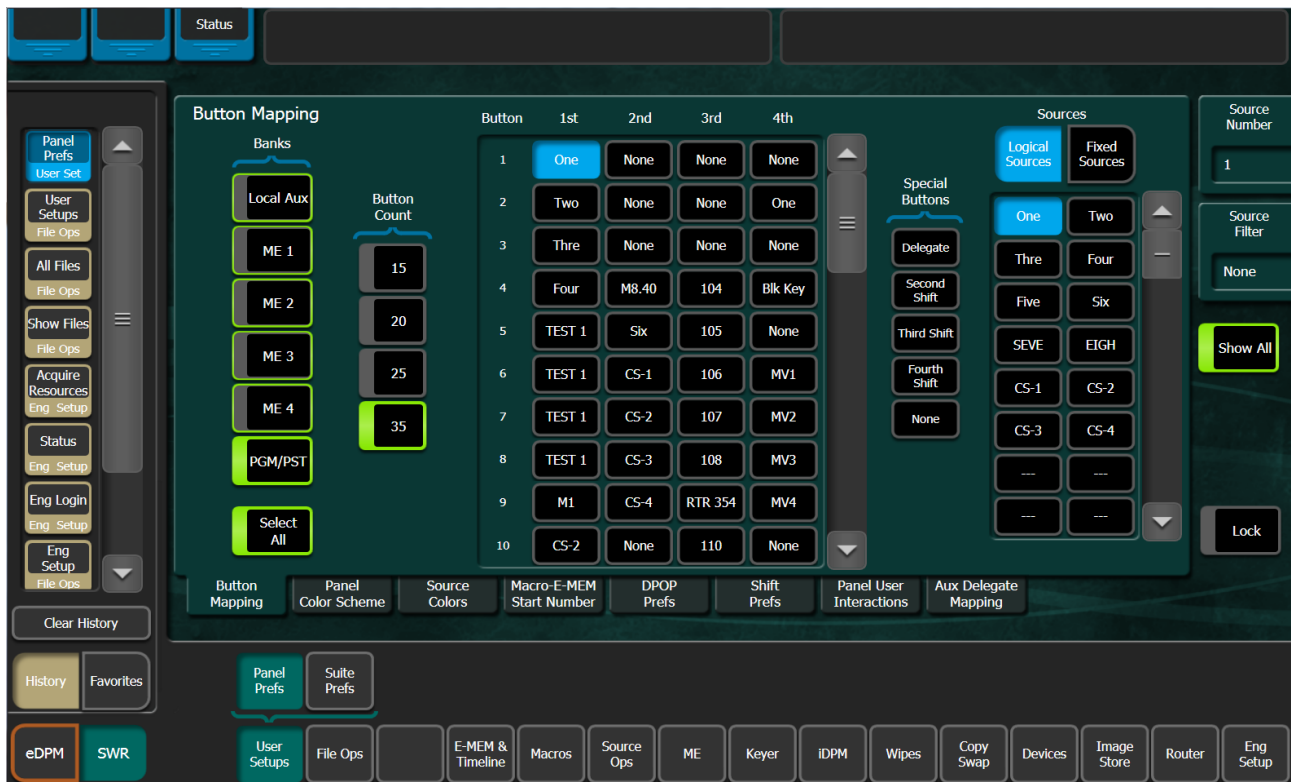 Status
Panel
Prefs
User Set
User
Setups
File Ops
All Files
File Ops
Show Files
File Ops
Acquire
Resources
Eng Setup
Status
Eng Setup
Eng Login
Eng Setup
Eng
Setup
File Ops
Clear History
History Favorites
eDPM SWR
Button Mapping
Banks
Local Aux
ME 1
ME 2
ME 3
ME 4
PGM/PST
Select
All
Button
Count
15
20
25
35
Button 1st 2nd 3rd 4th
1 One None None None
2 Two None None One
3 Thre None None None
4 Four M8.40 104 Blk Key
5 TEST 1 Six 105 None
6 TEST 1 CS-1 106 MV1
7 TEST 1 CS-2 107 MV2
8 TEST 1 CS-3 108 MV3
9 M1 CS-4 RTR 354 MV4
10 CS-2 None 110 None
Special
Buttons
Delegate
Second
Shift
Third Shift
Fourth
Shift
None
Sources
Logical
Sources
Fixed
Sources
One Two
Thre Four
Five Six
SEVE EIGH
CS-1 CS-2
CS-3 CS-4
--- ---
--- ---
Source
Number
1
Source
Filter
None
Show All
Lock
Button
Mapping
Panel
Color Scheme
Source
Colors
Macro-E-MEM
Start Number
DPOP
Prefs
Shift
Prefs
Panel User
Interactions
Aux Delegate
Mapping
Panel
Prefs
Suite
Prefs
User
Setups
File Ops
E-MEM &
Timeline
Macros
Source
Ops
ME
Keyer
iDPM
Wipes
Copy
Swap
Devices
Image
Store
Router
Eng
Setup